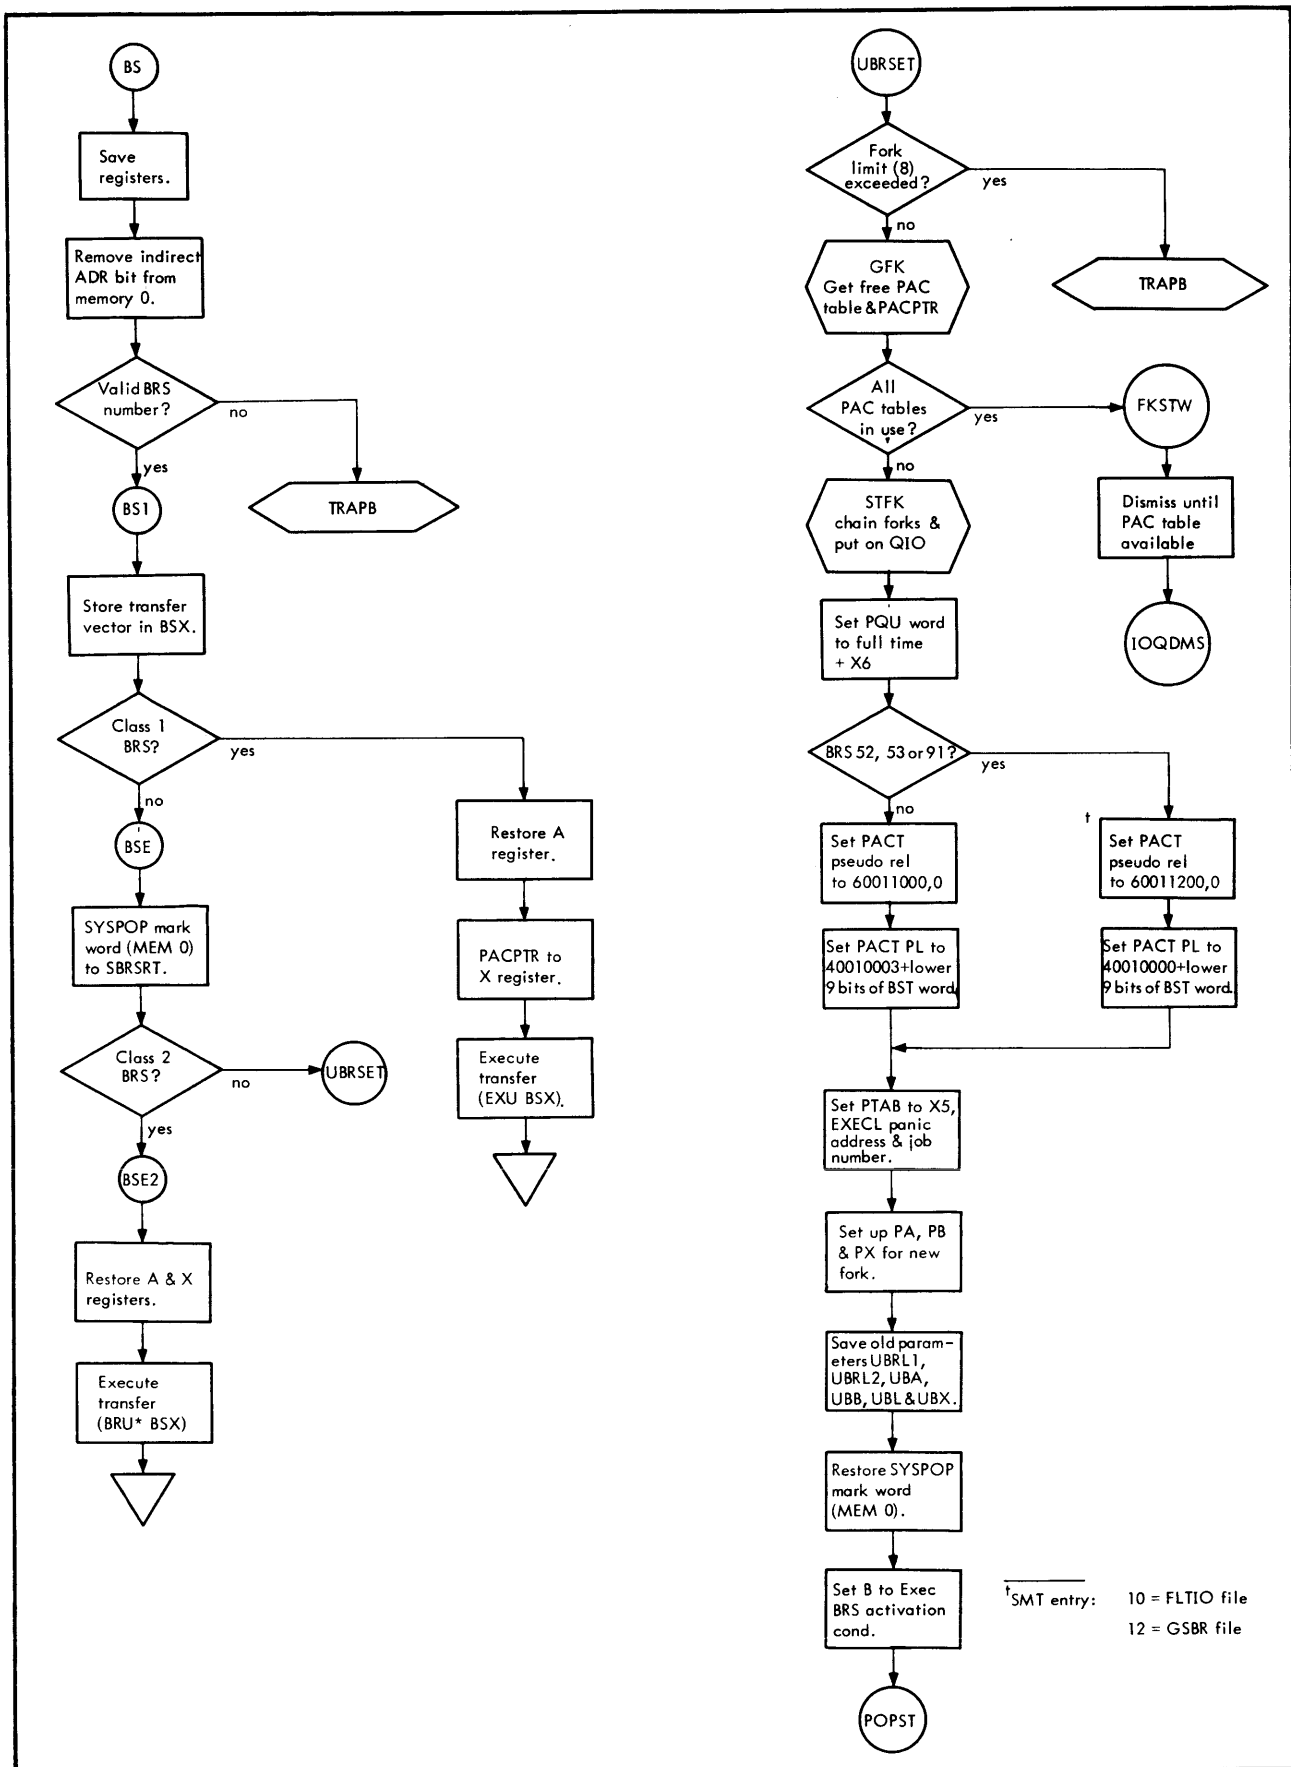 BS
Save
registers.
Remove indirect
ADR bit from
memory 0.
Valid BRS
number?
no
yes
TRAPB
BS1
Store transfer
vector in BSX.
Class 1
BRS?
yes
no
BSE
Restore A
register.
SYSPOP mark
word (MEM 0)
to SBRSRT.
PACPTR to
X register.
Class 2
BRS?
no
UBRSET
Execute
transfer
(EXU BSX).
yes
BSE2
Restore A & X
registers.
Execute
transfer
(BRU* BSX)
UBRSET
Fork
limit (8)
exceeded?
yes
no
TRAPB
GFK
Get free PAC
table & PACPTR
All
PAC tables
in use?
yes
FKSTW
no
STFK
chain forks &
put on QIO
Dismiss until
PAC table
available
IOQDMS
Set PQU word
to full time
+ X6
BRS 52, 53 or 91?
yes
no
Set PACT
pseudo rel
to 60011000,0
†
Set PACT
pseudo rel
to 60011200,0
Set PACT PL to
40010003+lower
9 bits of BST word.
Set PACT PL to
40010000+lower
9 bits of BST word.
Set PTAB to X5,
EXECL panic
address & job
number.
Set up PA, PB
& PX for new
fork.
Save old param-
eters UBRL1,
UBRL2, UBA,
UBB, UBL & UBX.
Restore SYSPOP
mark word
(MEM 0).
Set B to Exec
BRS activation
cond.
POPST
†SMT entry: 10 = FLTIO file
12 = GSBR file